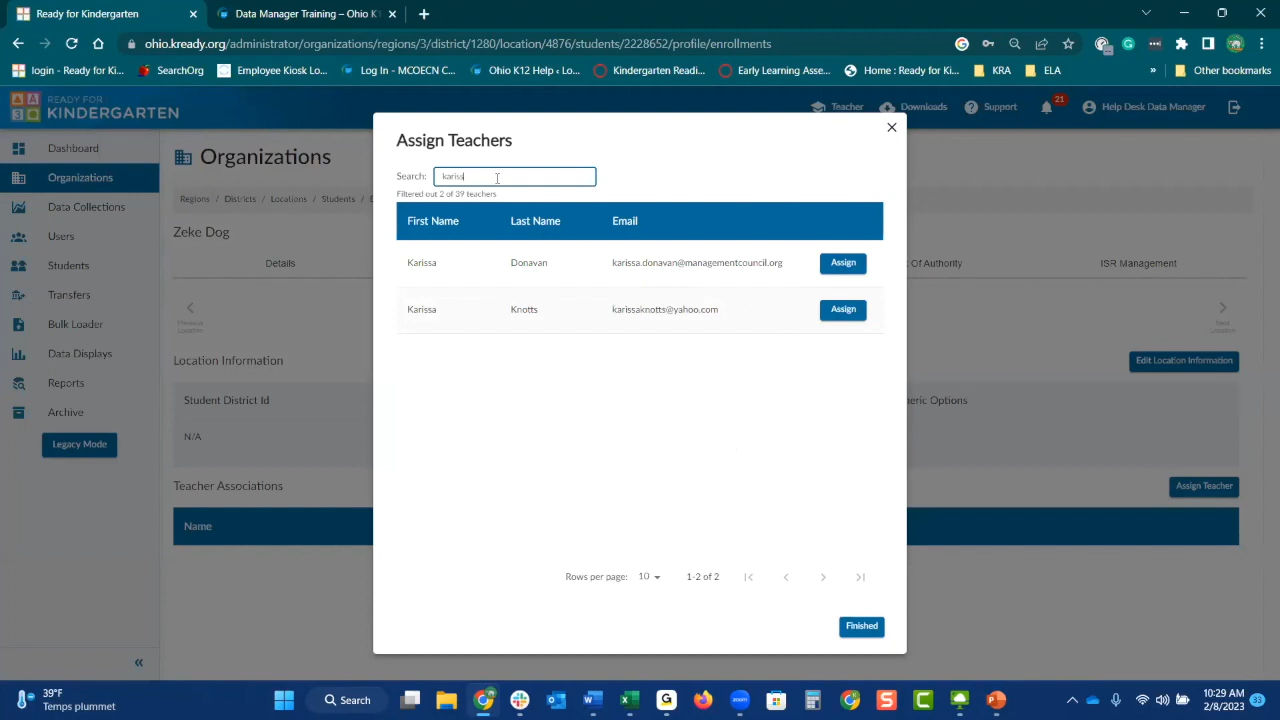 Ready for Kindergarten
Data Manager Training – Ohio K
ohio.kready.org/administrator/organizations/regions/3/district/1280/location/4876/students/2228652/profile/enrollments
login - Ready for Ki...
SearchOrg
Employee Kiosk Lo...
Log In - MCOECN C...
Ohio K12 Help ‹ Lo...
Kindergarten Readi...
Early Learning Asse...
Home : Ready for Ki...
KRA
ELA
»
Other bookmarks
READY FOR
KINDERGARTEN
Teacher
Downloads
Support
21
Help Desk Data Manager
Dashboard
Organizations
Data Collections
Users
Students
Transfers
Bulk Loader
Data Displays
Reports
Archive
Legacy Mode
«
Organizations
Regions / Districts / Locations / Students /
Zeke Dog
Details
Of Authority
ISR Management
Previous
Location
Next
Location
Location Information
Edit Location Information
Student District Id
neric Options
N/A
Teacher Associations
Assign Teacher
Name
Assign Teachers
Search: kariss
Filtered out 2 of 39 teachers
First Name Last Name Email
Karissa Donavan karissa.donavan@managementcouncil.org Assign
Karissa Knotts karissaknotts@yahoo.com Assign
Rows per page: 10 1-2 of 2
Finished
39°F
Temps plummet
Search
10:29 AM
2/8/2023
33